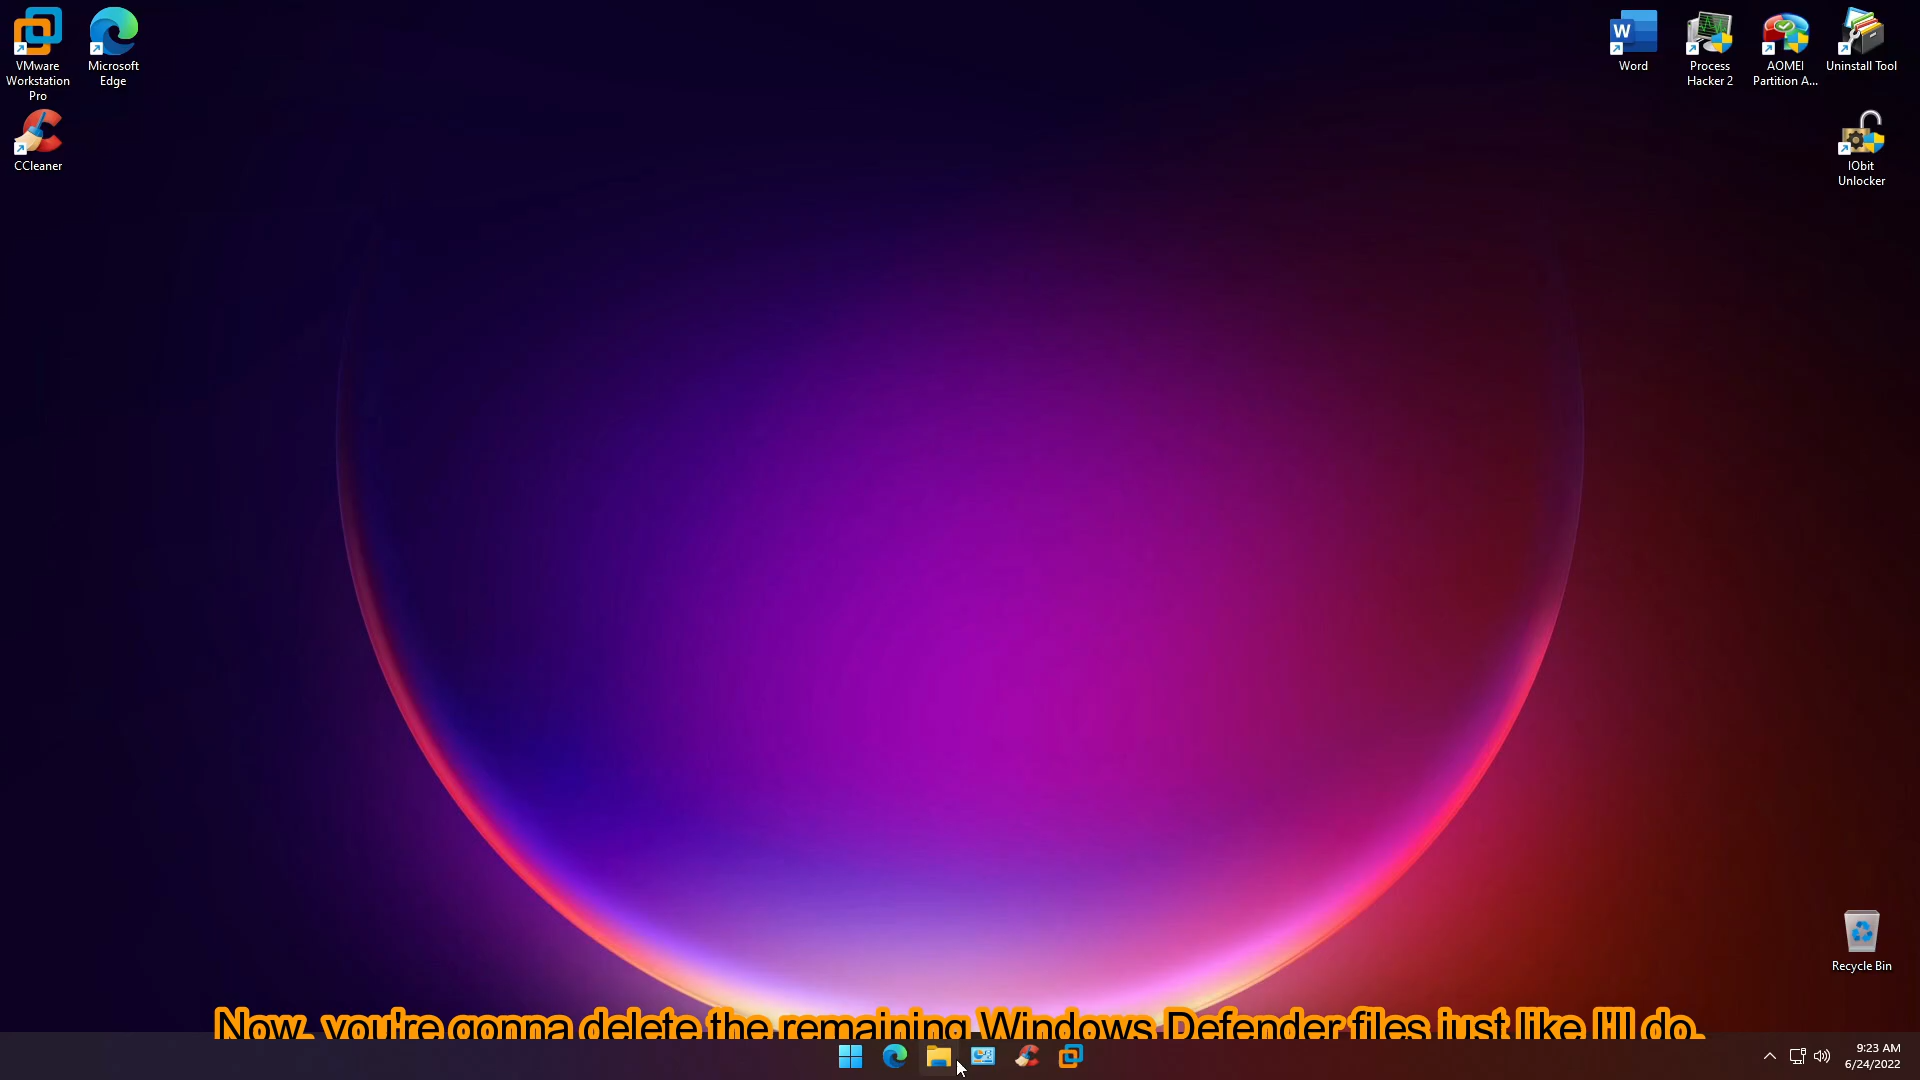 VMware
Workstation
Pro
Microsoft
Edge
CCleaner
Word
Process
Hacker 2
AOMEI
Partition A...
Uninstall Tool
IObit
Unlocker
Recycle Bin
Now, you're gonna delete the remaining Windows Defender files just like I'll do.
9:23 AM
6/24/2022